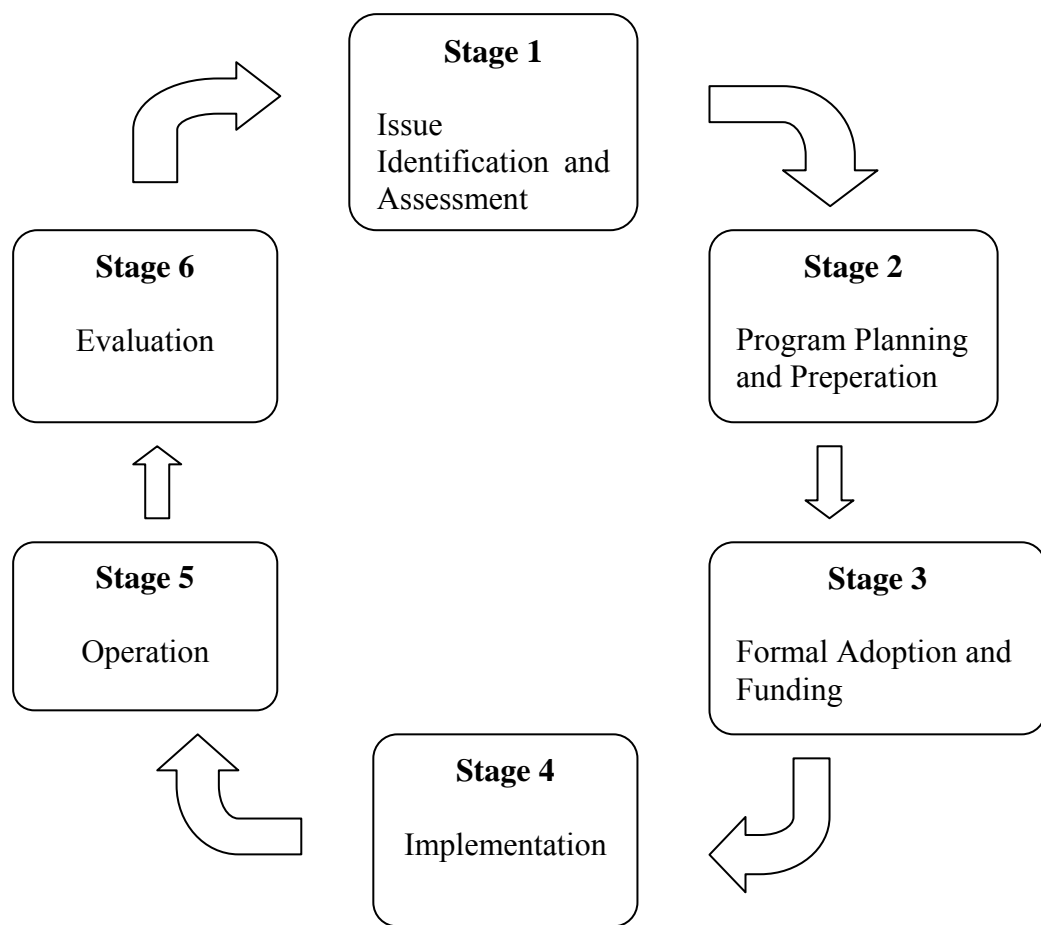 Stage 1
Issue
Identification and
Assessment
Stage 2
Program Planning
and Preperation
Stage 3
Formal Adoption and
Funding
Stage 4
Implementation
Stage 5
Operation
Stage 6
Evaluation